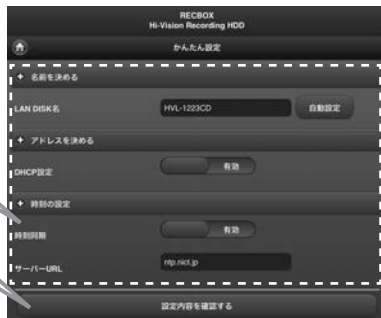 RECBOX
Hi-Vision Recording HDD
かんたん設定
+ 名前を決める
LAN DISK名 HVL-1223CD 自動設定
+ アドレスを決める
DHCP設定 有効
+ 時刻の設定
時刻同期 有効
サーバーURL ntp.nict.jp
設定内容を確認する